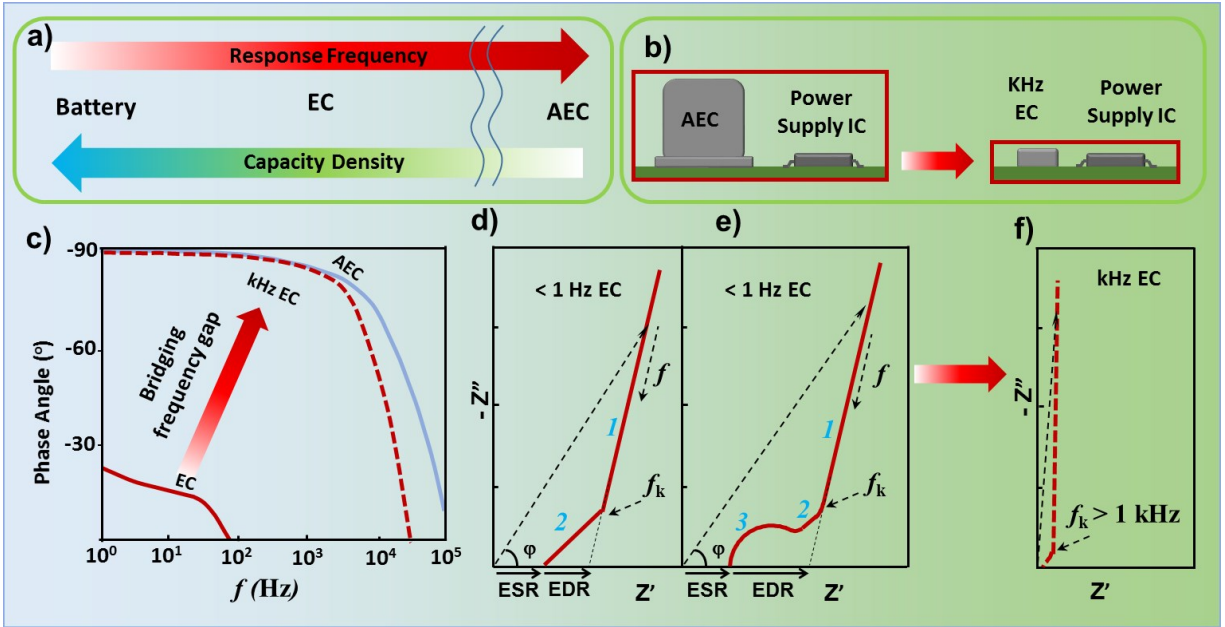 a)
Response Frequency
Battery
EC
AEC
Capacity Density
b)
AEC
Power
Supply IC
KHz
EC
Power
Supply IC
c)
-90
-60
-30
Phase Angle (°)
AEC
kHz EC
Bridging
frequency gap
EC
10⁰
10¹
10²
10³
10⁴
10⁵
f (Hz)
d)
- Z"
< 1 Hz EC
f
1
2
fk
φ
ESR
EDR
Z'
e)
< 1 Hz EC
f
1
2
3
fk
φ
ESR
EDR
Z'
f)
- Z"
kHz EC
fk > 1 kHz
Z'